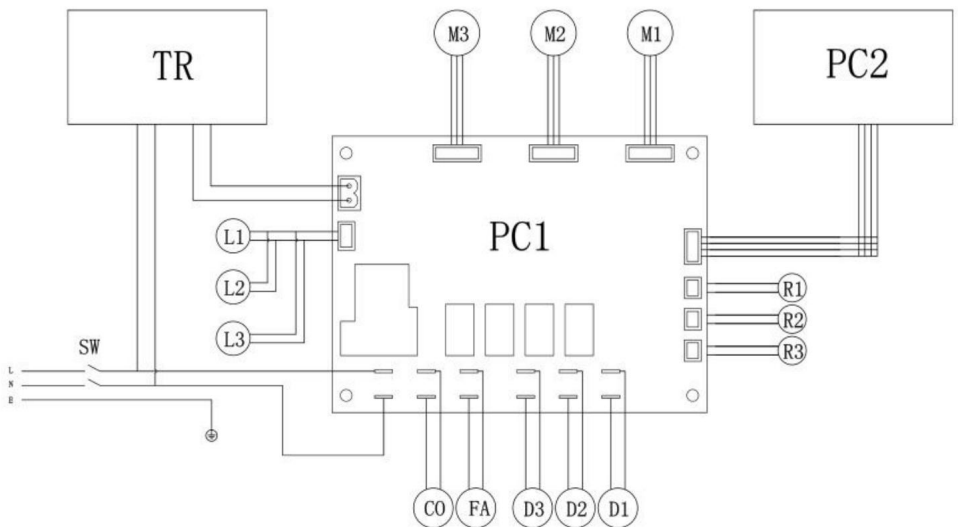 M3 M2 M1
TR PC2
PC1
L1
L2
R1
L3
R2
SW
R3
L
N
E
CO FA D3 D2 D1